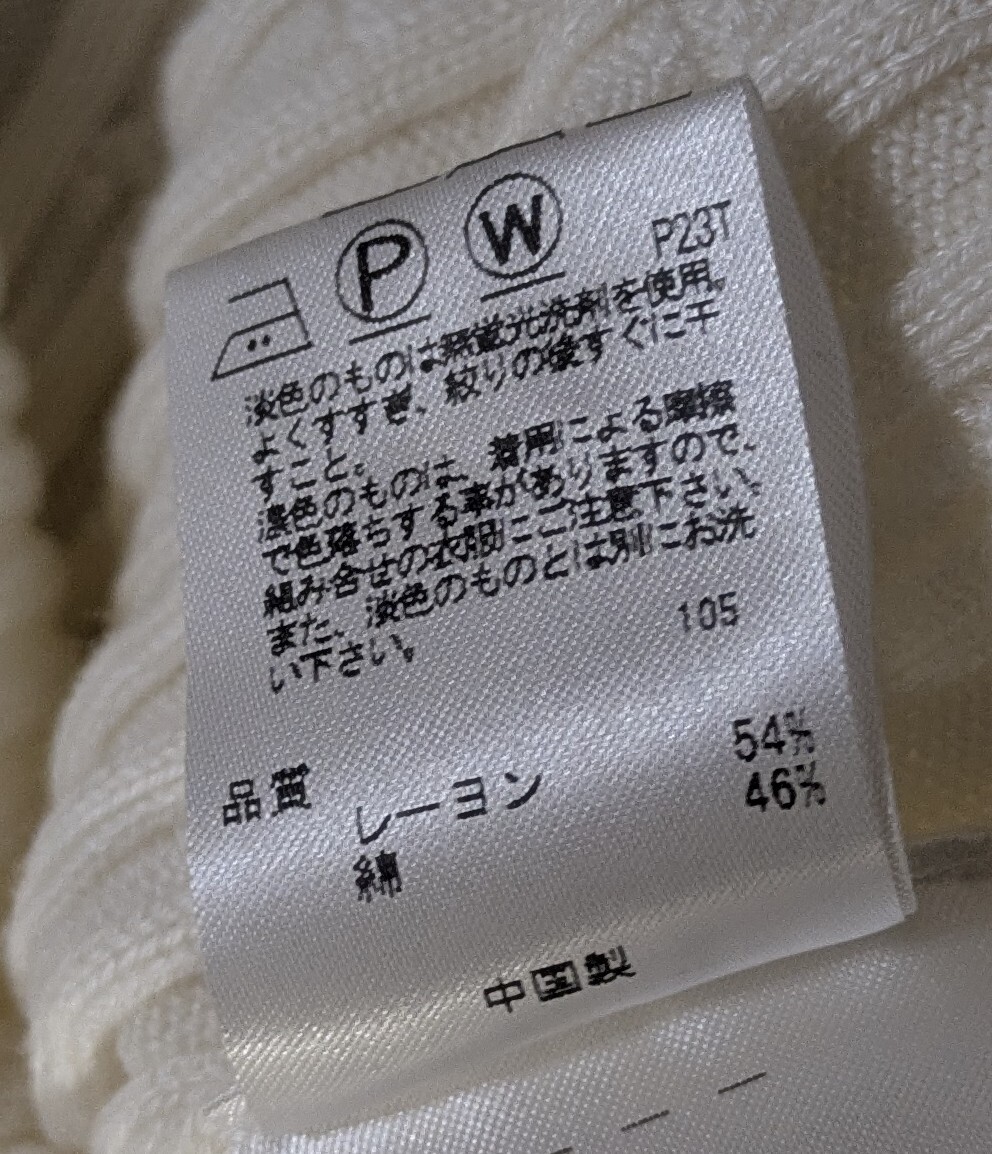 P W
P23T
淡色のものは無蛍光洗剤を使用。
よくすすぎ、絞りの後すぐに干
すこと。
濃色のものは、着用による摩擦
で色落ちする事がありますので、
組み合せの衣服にご注意下さい。
また、淡色のものとは別にお洗
い下さい。
105
品質 レーヨン 54%
綿 46%
中国製